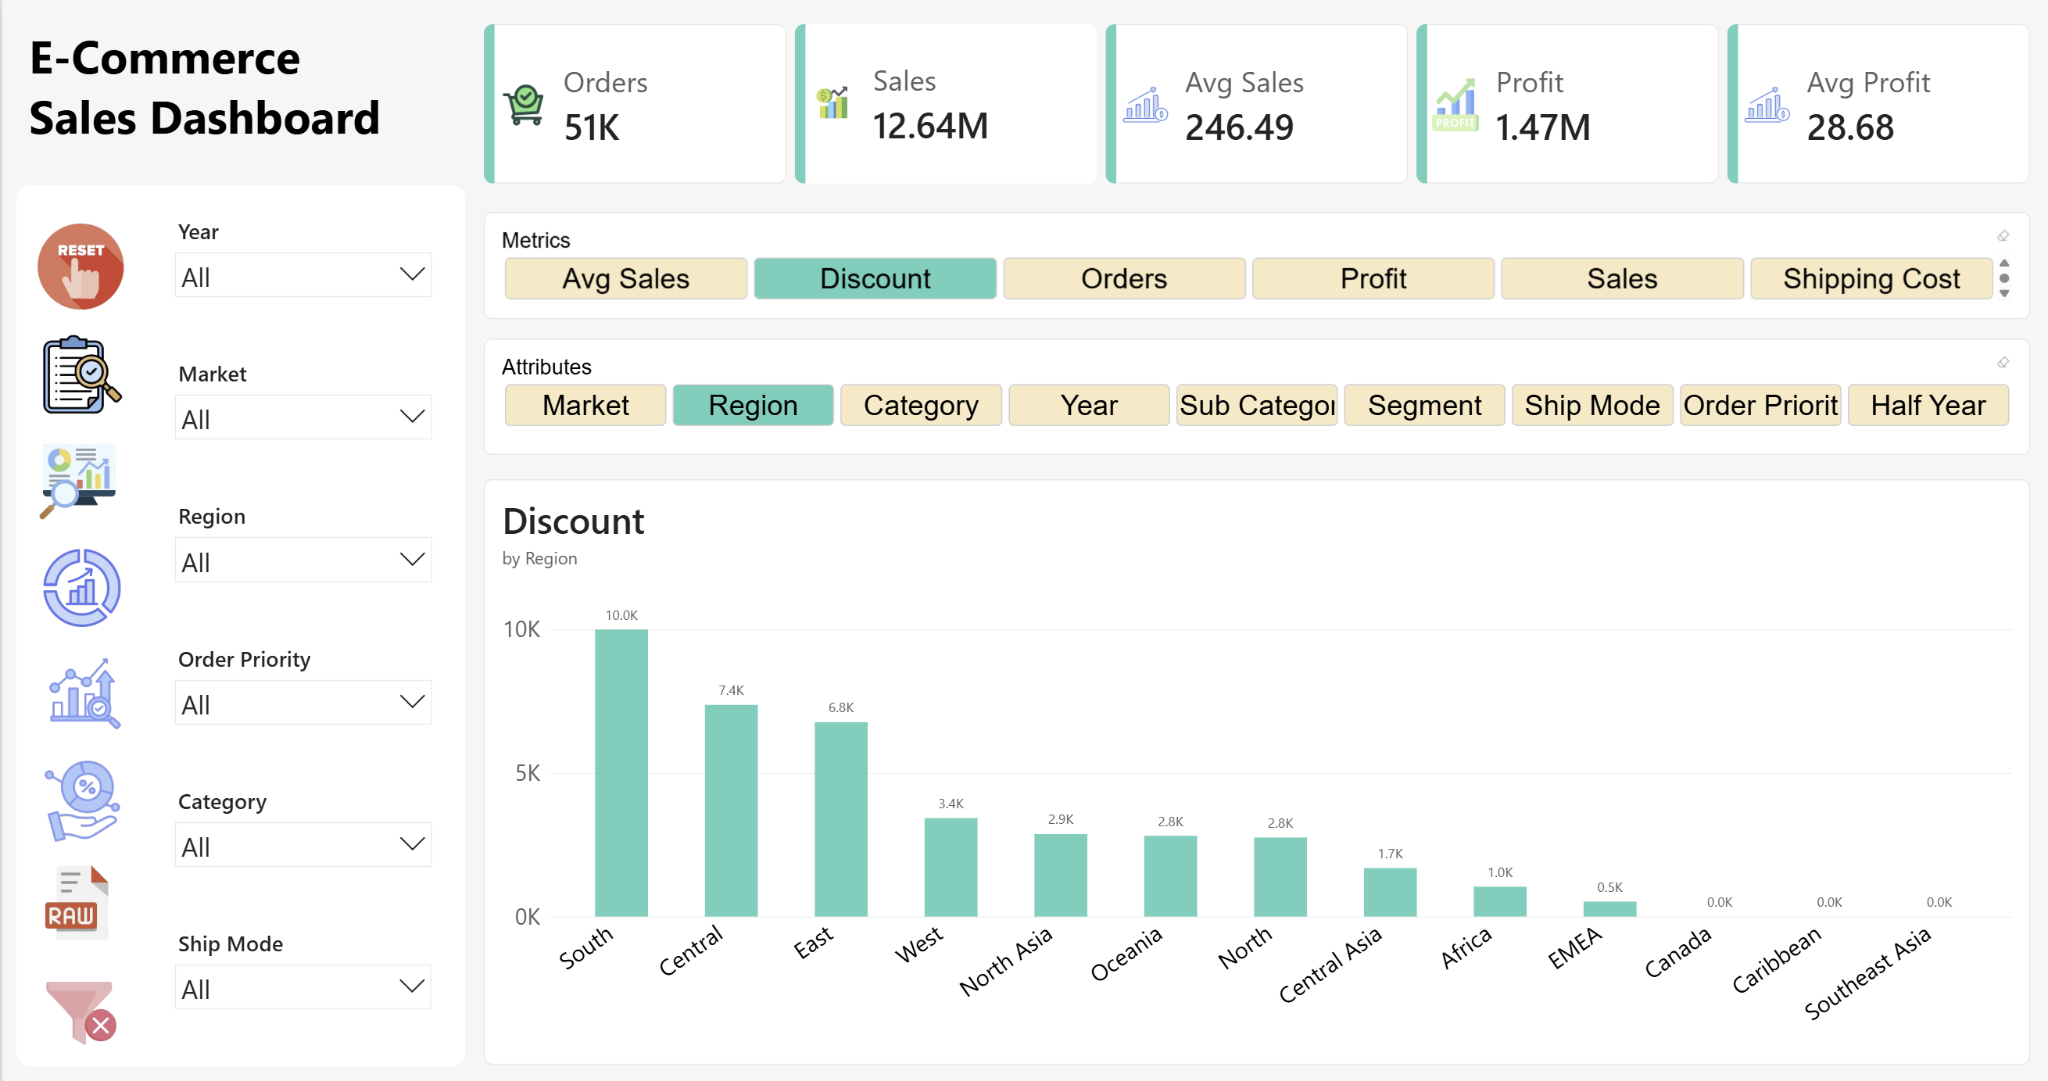 E-Commerce
Sales Dashboard
Orders
51K
Sales
12.64M
Avg Sales
246.49
PROFIT
Profit
1.47M
Avg Profit
28.68
RESET
Year
All
Market
All
Region
All
Order Priority
All
Category
All
RAW
Ship Mode
All
Metrics
Avg Sales Discount Orders Profit Sales Shipping Cost
Attributes
Market Region Category Year Sub Categor Segment Ship Mode Order Priorit Half Year
Discount
by Region
10K
5K
0K
10.0K
7.4K
6.8K
3.4K
2.9K
2.8K
2.8K
1.7K
1.0K
0.5K
0.0K
0.0K
0.0K
South
Central
East
West
North Asia
Oceania
North
Central Asia
Africa
EMEA
Canada
Caribbean
Southeast Asia